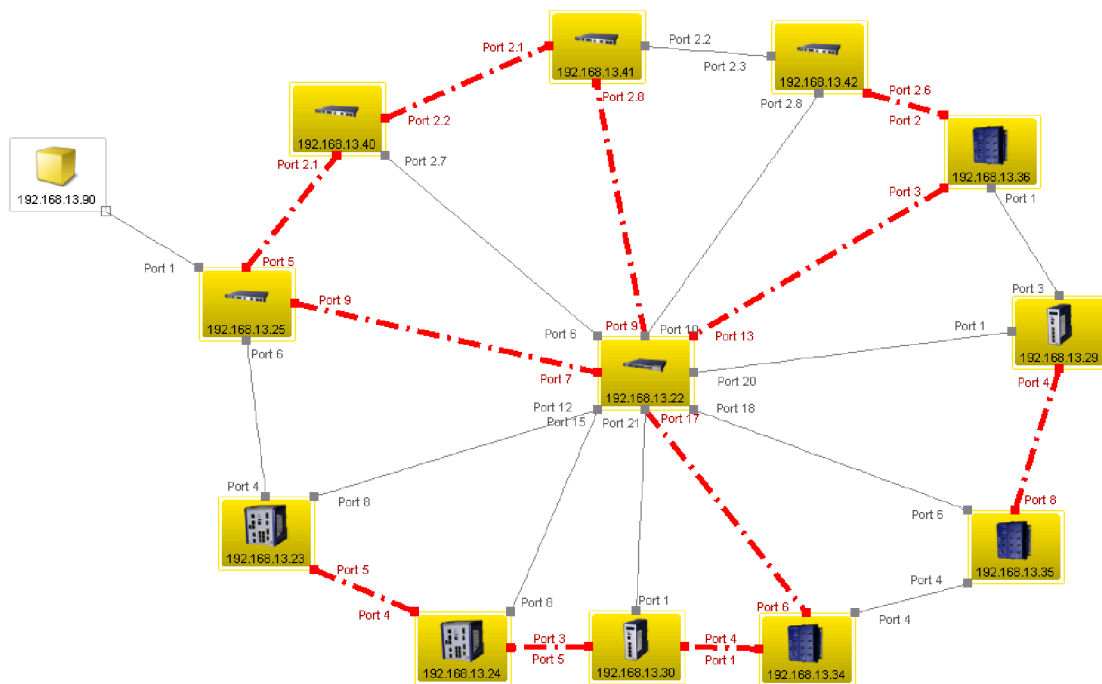 Port 2.1
192.168.13.41
Port 2.8
Port 2.2
Port 2.3
192.168.13.42
Port 2.8
Port 2.6
Port 2
192.168.13.36
Port 3
Port 1
192.168.13.40
Port 2.2
Port 2.1
Port 2.7
192.168.13.90
Port 1
Port 5
Port 9
192.168.13.25
Port 6
Port 6
Port 9
Port 10
Port 13
Port 7
192.168.13.22
Port 20
Port 12
Port 15
Port 21
Port 17
Port 18
Port 3
Port 1
192.168.13.29
Port 4
Port 4
Port 8
192.168.13.23
Port 5
Port 4
Port 8
192.168.13.24
Port 3
Port 5
Port 1
192.168.13.30
Port 4
Port 1
Port 6
192.168.13.34
Port 4
Port 8
Port 6
192.168.13.35
Port 4